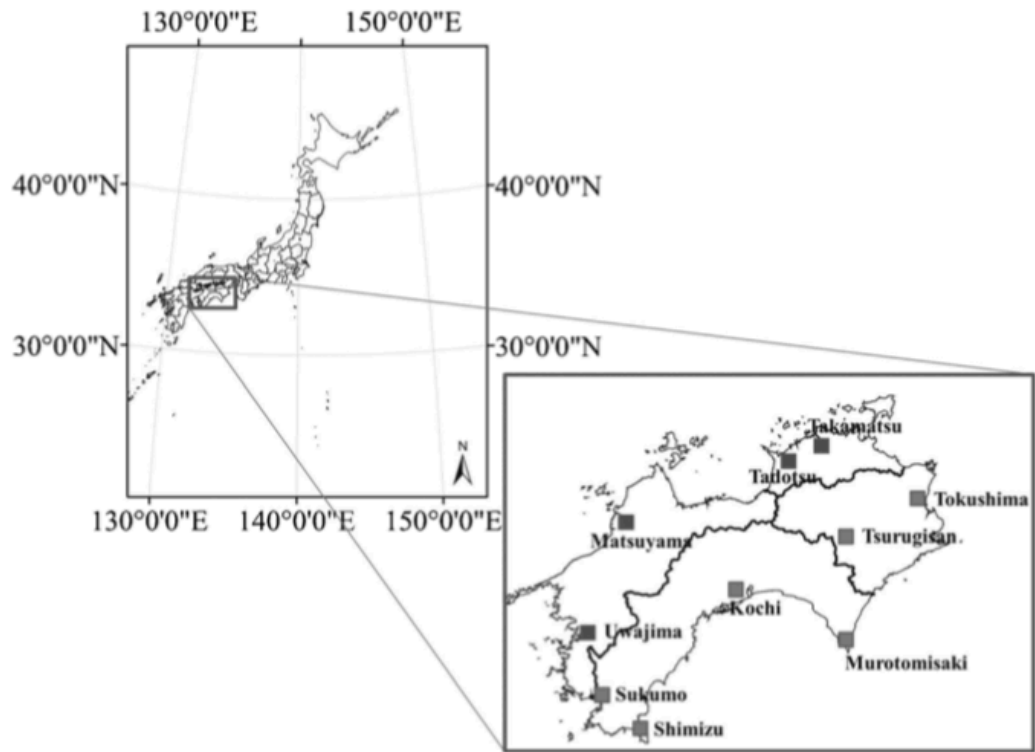 130°0'0"E 150°0'0"E
40°0'0"N 40°0'0"N
30°0'0"N 30°0'0"N
N
130°0'0"E 140°0'0"E 150°0'0"E
Takamatsu
Tadotsu
Tokushima
Matsuyama
Tsurugisan
Kochi
Uwajima
Murotomisaki
Sukumo
Shimizu